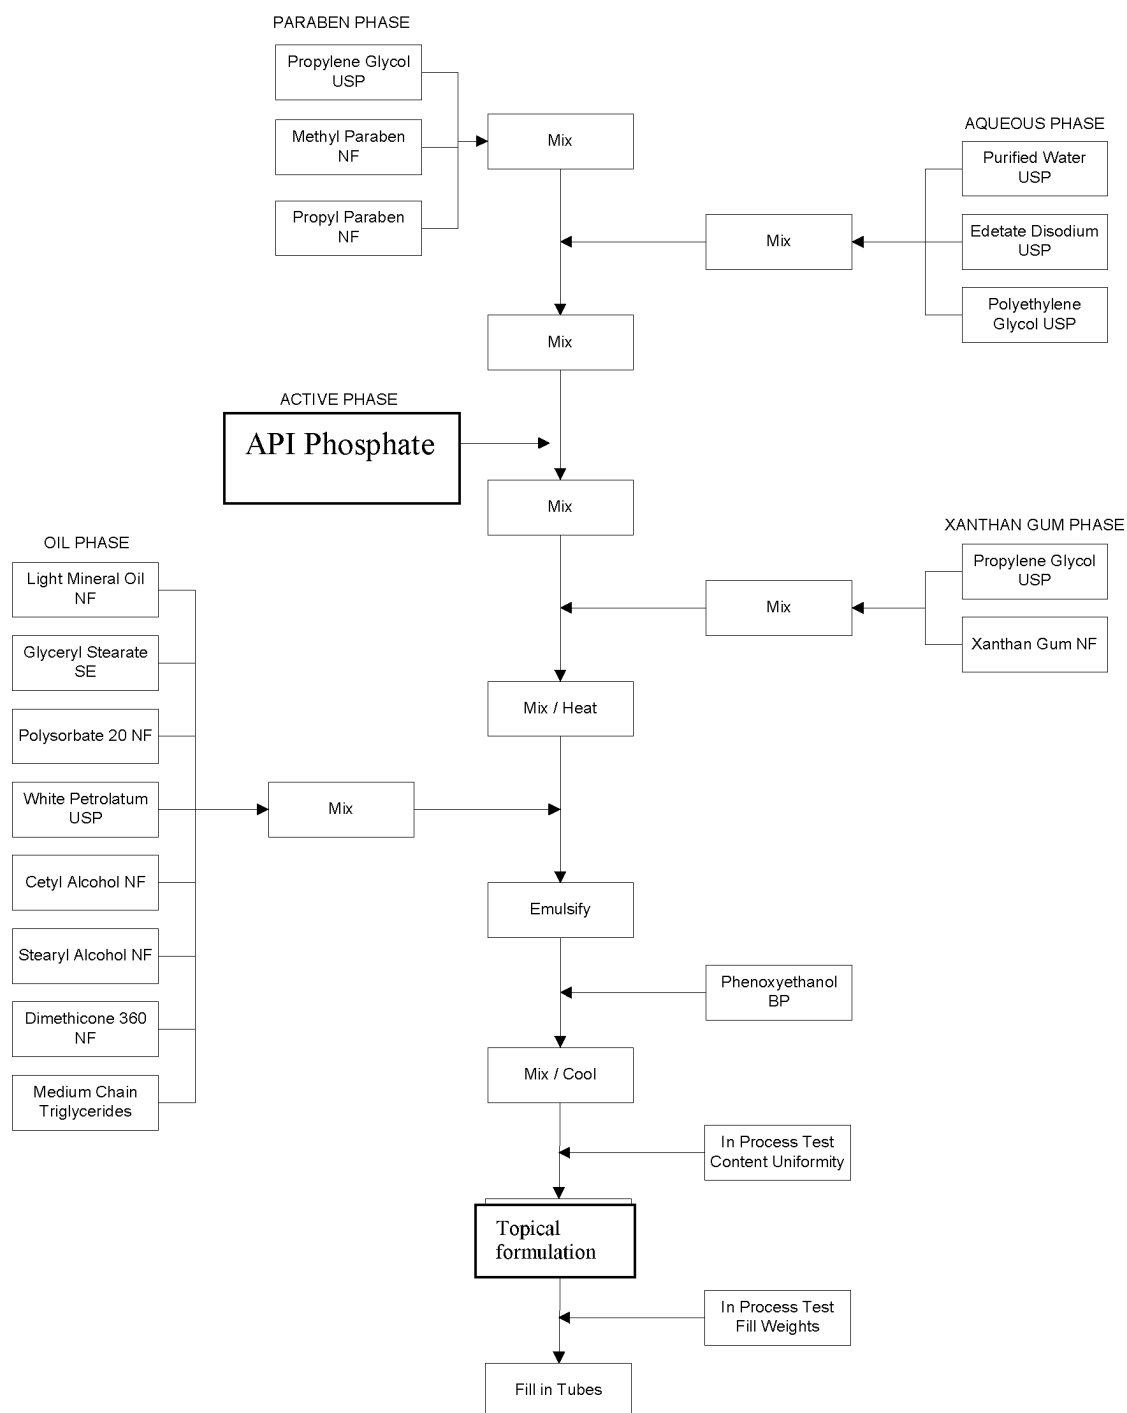 PARABEN PHASE
Propylene Glycol
USP
Methyl Paraben
NF
Propyl Paraben
NF
Mix
AQUEOUS PHASE
Purified Water
USP
Edetate Disodium
USP
Polyethylene
Glycol USP
Mix
Mix
ACTIVE PHASE
API Phosphate
Mix
XANTHAN GUM PHASE
Propylene Glycol
USP
Xanthan Gum NF
Mix
Mix / Heat
OIL PHASE
Light Mineral Oil
NF
Glyceryl Stearate
SE
Polysorbate 20 NF
White Petrolatum
USP
Cetyl Alcohol NF
Stearyl Alcohol NF
Dimethicone 360
NF
Medium Chain
Triglycerides
Mix
Emulsify
Phenoxyethanol
BP
Mix / Cool
In Process Test
Content Uniformity
Topical
formulation
In Process Test
Fill Weights
Fill in Tubes